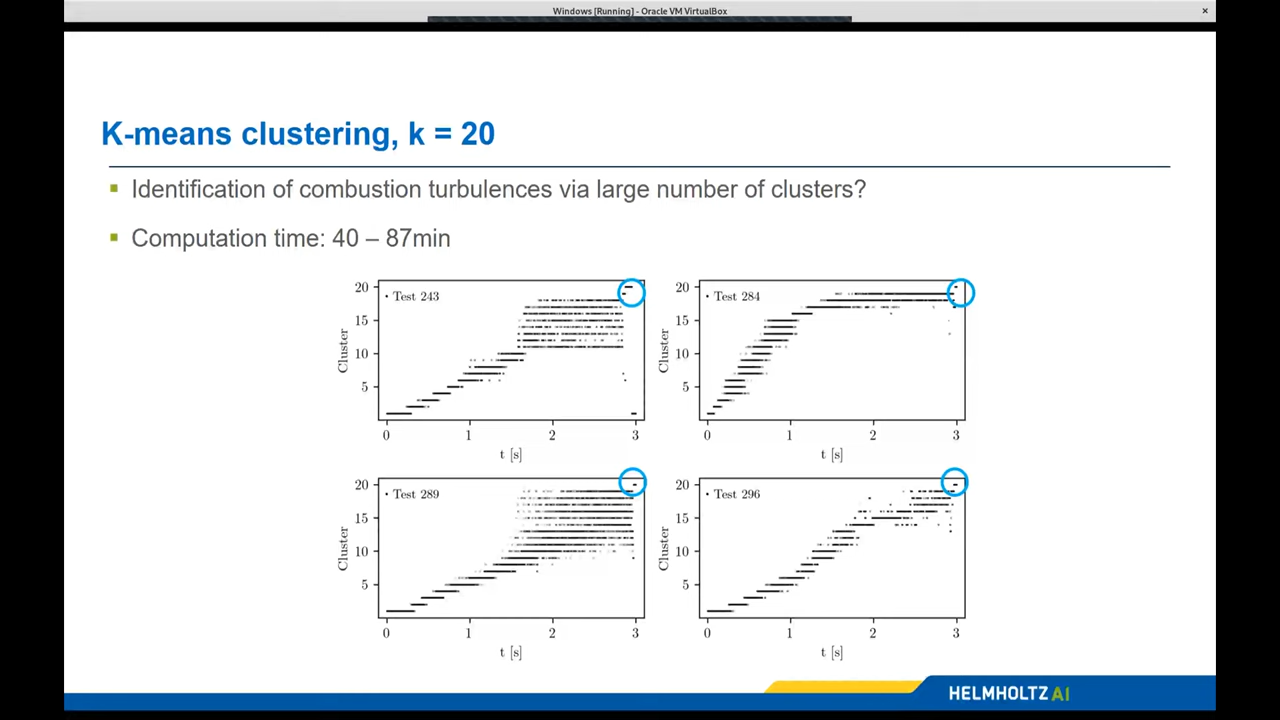 Windows [Running] - Oracle VM VirtualBox
×
K-means clustering, k = 20
Identification of combustion turbulences via large number of clusters?
Computation time: 40 – 87min
Test 243
20
15
10
5
Cluster
0 1 2 3
t [s]
Test 284
20
15
10
5
Cluster
0 1 2 3
t [s]
Test 289
20
15
10
5
Cluster
0 1 2 3
t [s]
Test 296
20
15
10
5
Cluster
0 1 2 3
t [s]
HELMHOLTZ AI